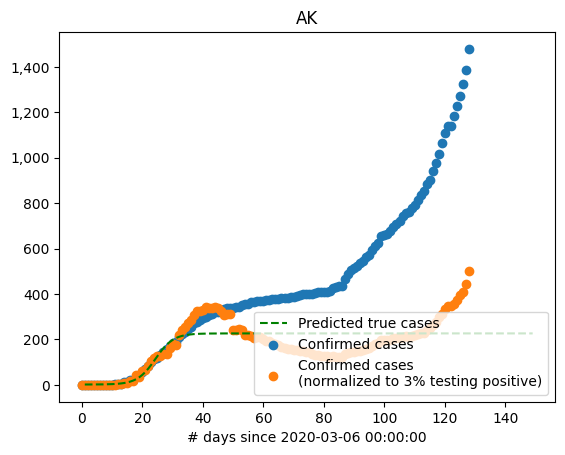 AK
1,400
1,200
1,000
800
600
400
200
0
Predicted true cases
Confirmed cases
Confirmed cases
(normalized to 3% testing positive)
0 20 40 60 80 100 120 140
# days since 2020-03-06 00:00:00